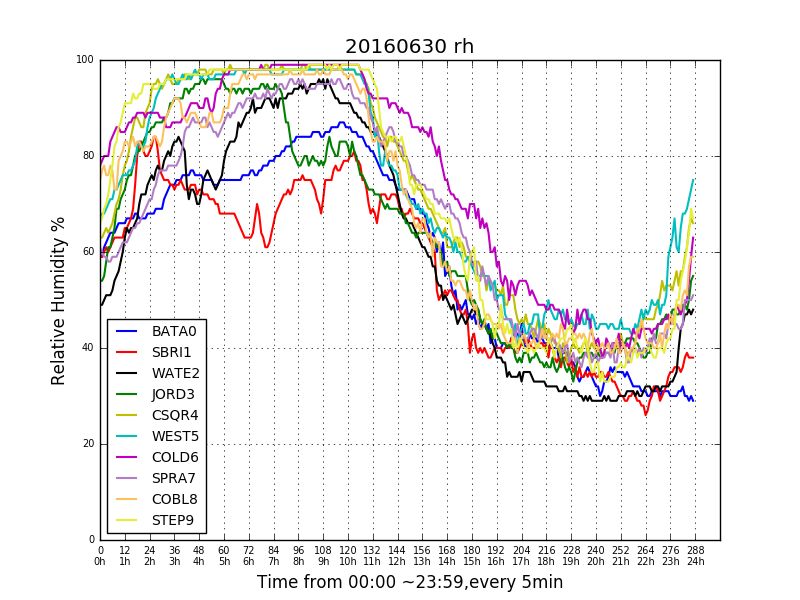 20160630 rh
100
80
60
40
20
0
Relative Humidity %
BATA0
SBRI1
WATE2
JORD3
CSQR4
WEST5
COLD6
SPRA7
COBL8
STEP9
0 12 24 36 48 60 72 84 96 108 120 132 144 156 168 180 192 204 216 228 240 252 264 276 288
0h 1h 2h 3h 4h 5h 6h 7h 8h 9h 10h 11h 12h 13h 14h 15h 16h 17h 18h 19h 20h 21h 22h 23h 24h
Time from 00:00 ~23:59,every 5min